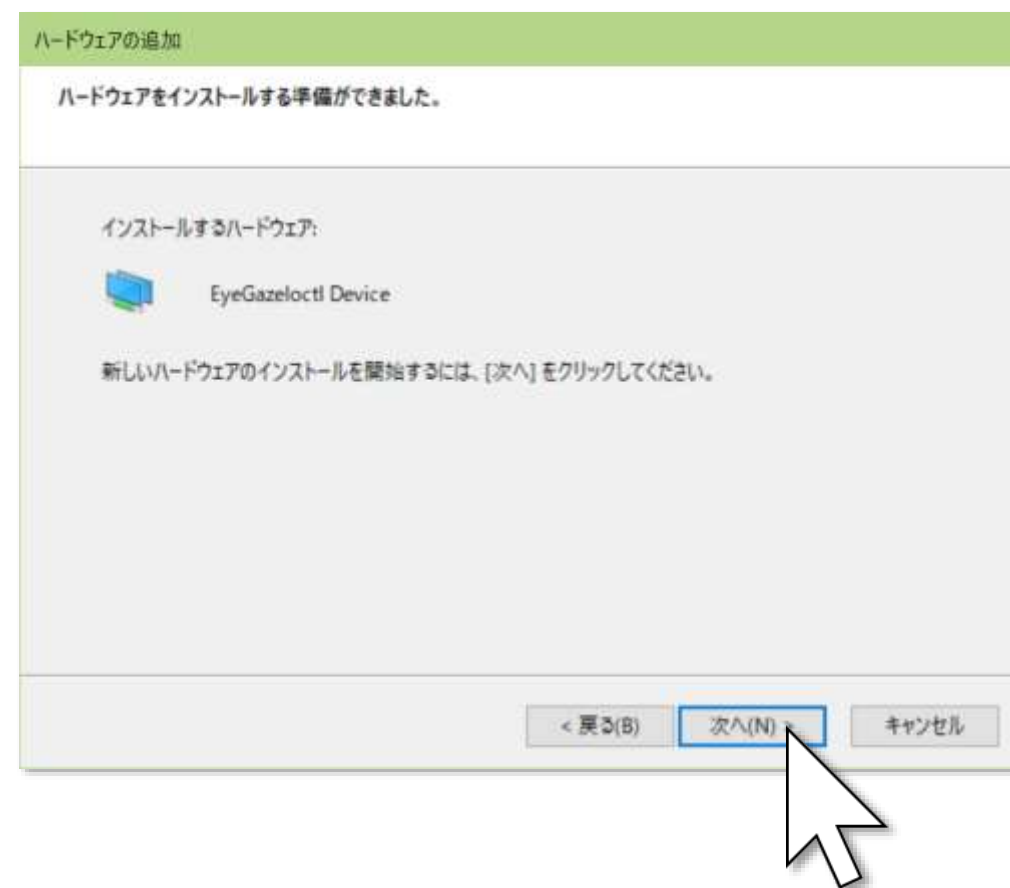 ハードウェアの追加
ハードウェアをインストールする準備ができました。
インストールするハードウェア:
EyeGazeIoctl Device
新しいハードウェアのインストールを開始するには、[次へ] をクリックしてください。
< 戻る(B)
次へ(N) >
キャンセル